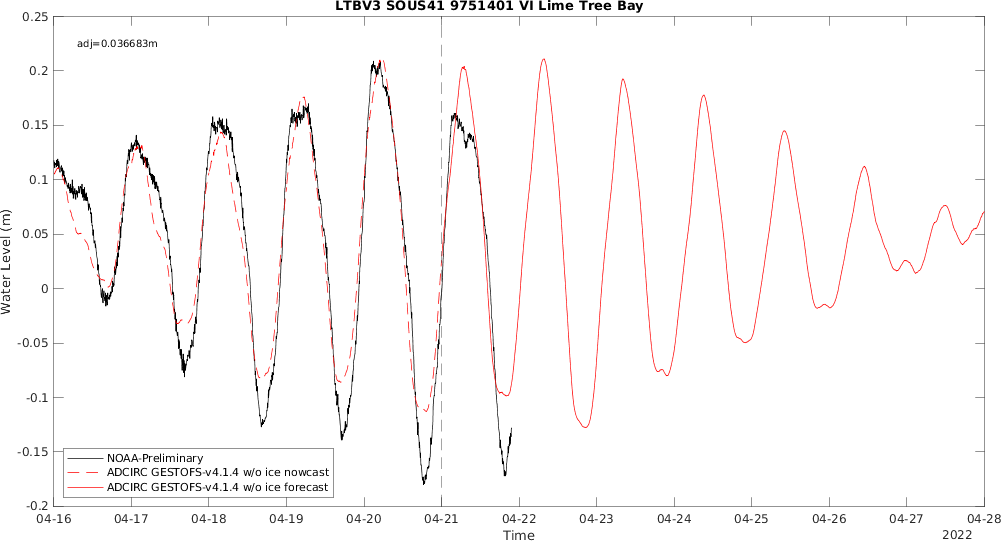 LTBV3 SOUS41 9751401 VI Lime Tree Bay
adj=0.036683m
0.25
0.2
0.15
0.1
0.05
0
-0.05
-0.1
-0.15
-0.2
Water Level (m)
NOAA-Preliminary
ADCIRC GESTOFS-v4.1.4 w/o ice nowcast
ADCIRC GESTOFS-v4.1.4 w/o ice forecast
04-16 04-17 04-18 04-19 04-20 04-21 04-22 04-23 04-24 04-25 04-26 04-27 04-28
Time
2022